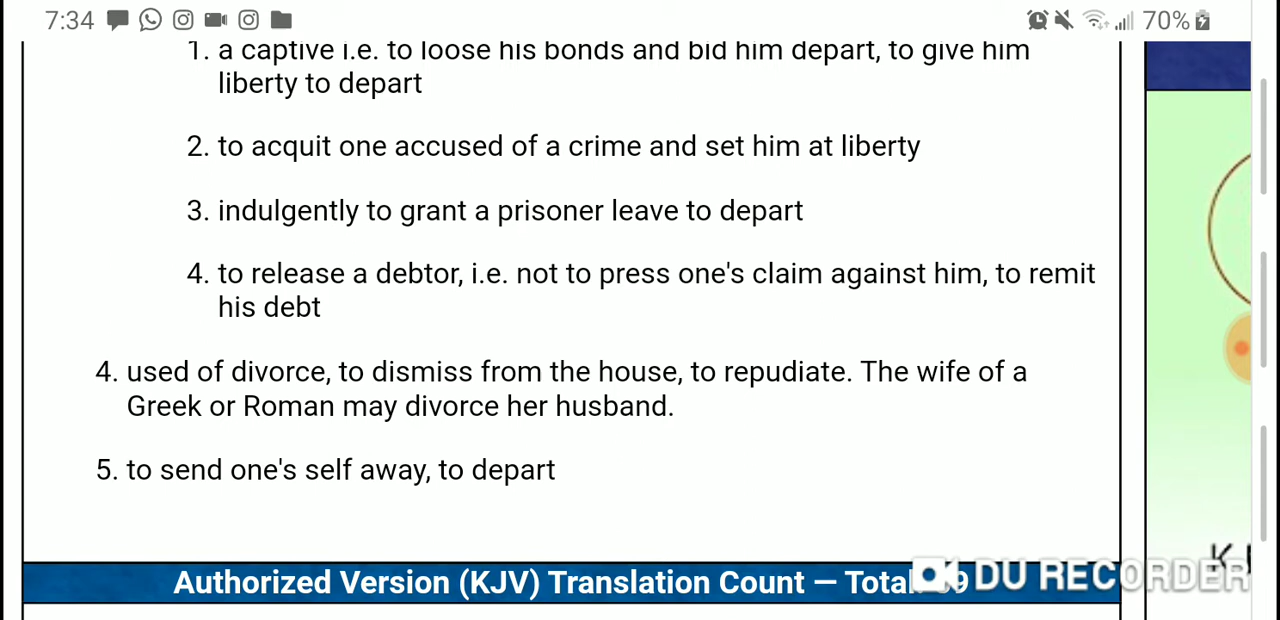 7:34 70%
1. a captive i.e. to loose his bonds and bid him depart, to give him
liberty to depart
2. to acquit one accused of a crime and set him at liberty
3. indulgently to grant a prisoner leave to depart
4. to release a debtor, i.e. not to press one's claim against him, to remit
his debt
4. used of divorce, to dismiss from the house, to repudiate. The wife of a
Greek or Roman may divorce her husband.
5. to send one's self away, to depart
Authorized Version (KJV) Translation Count — Total
DU RECORDER